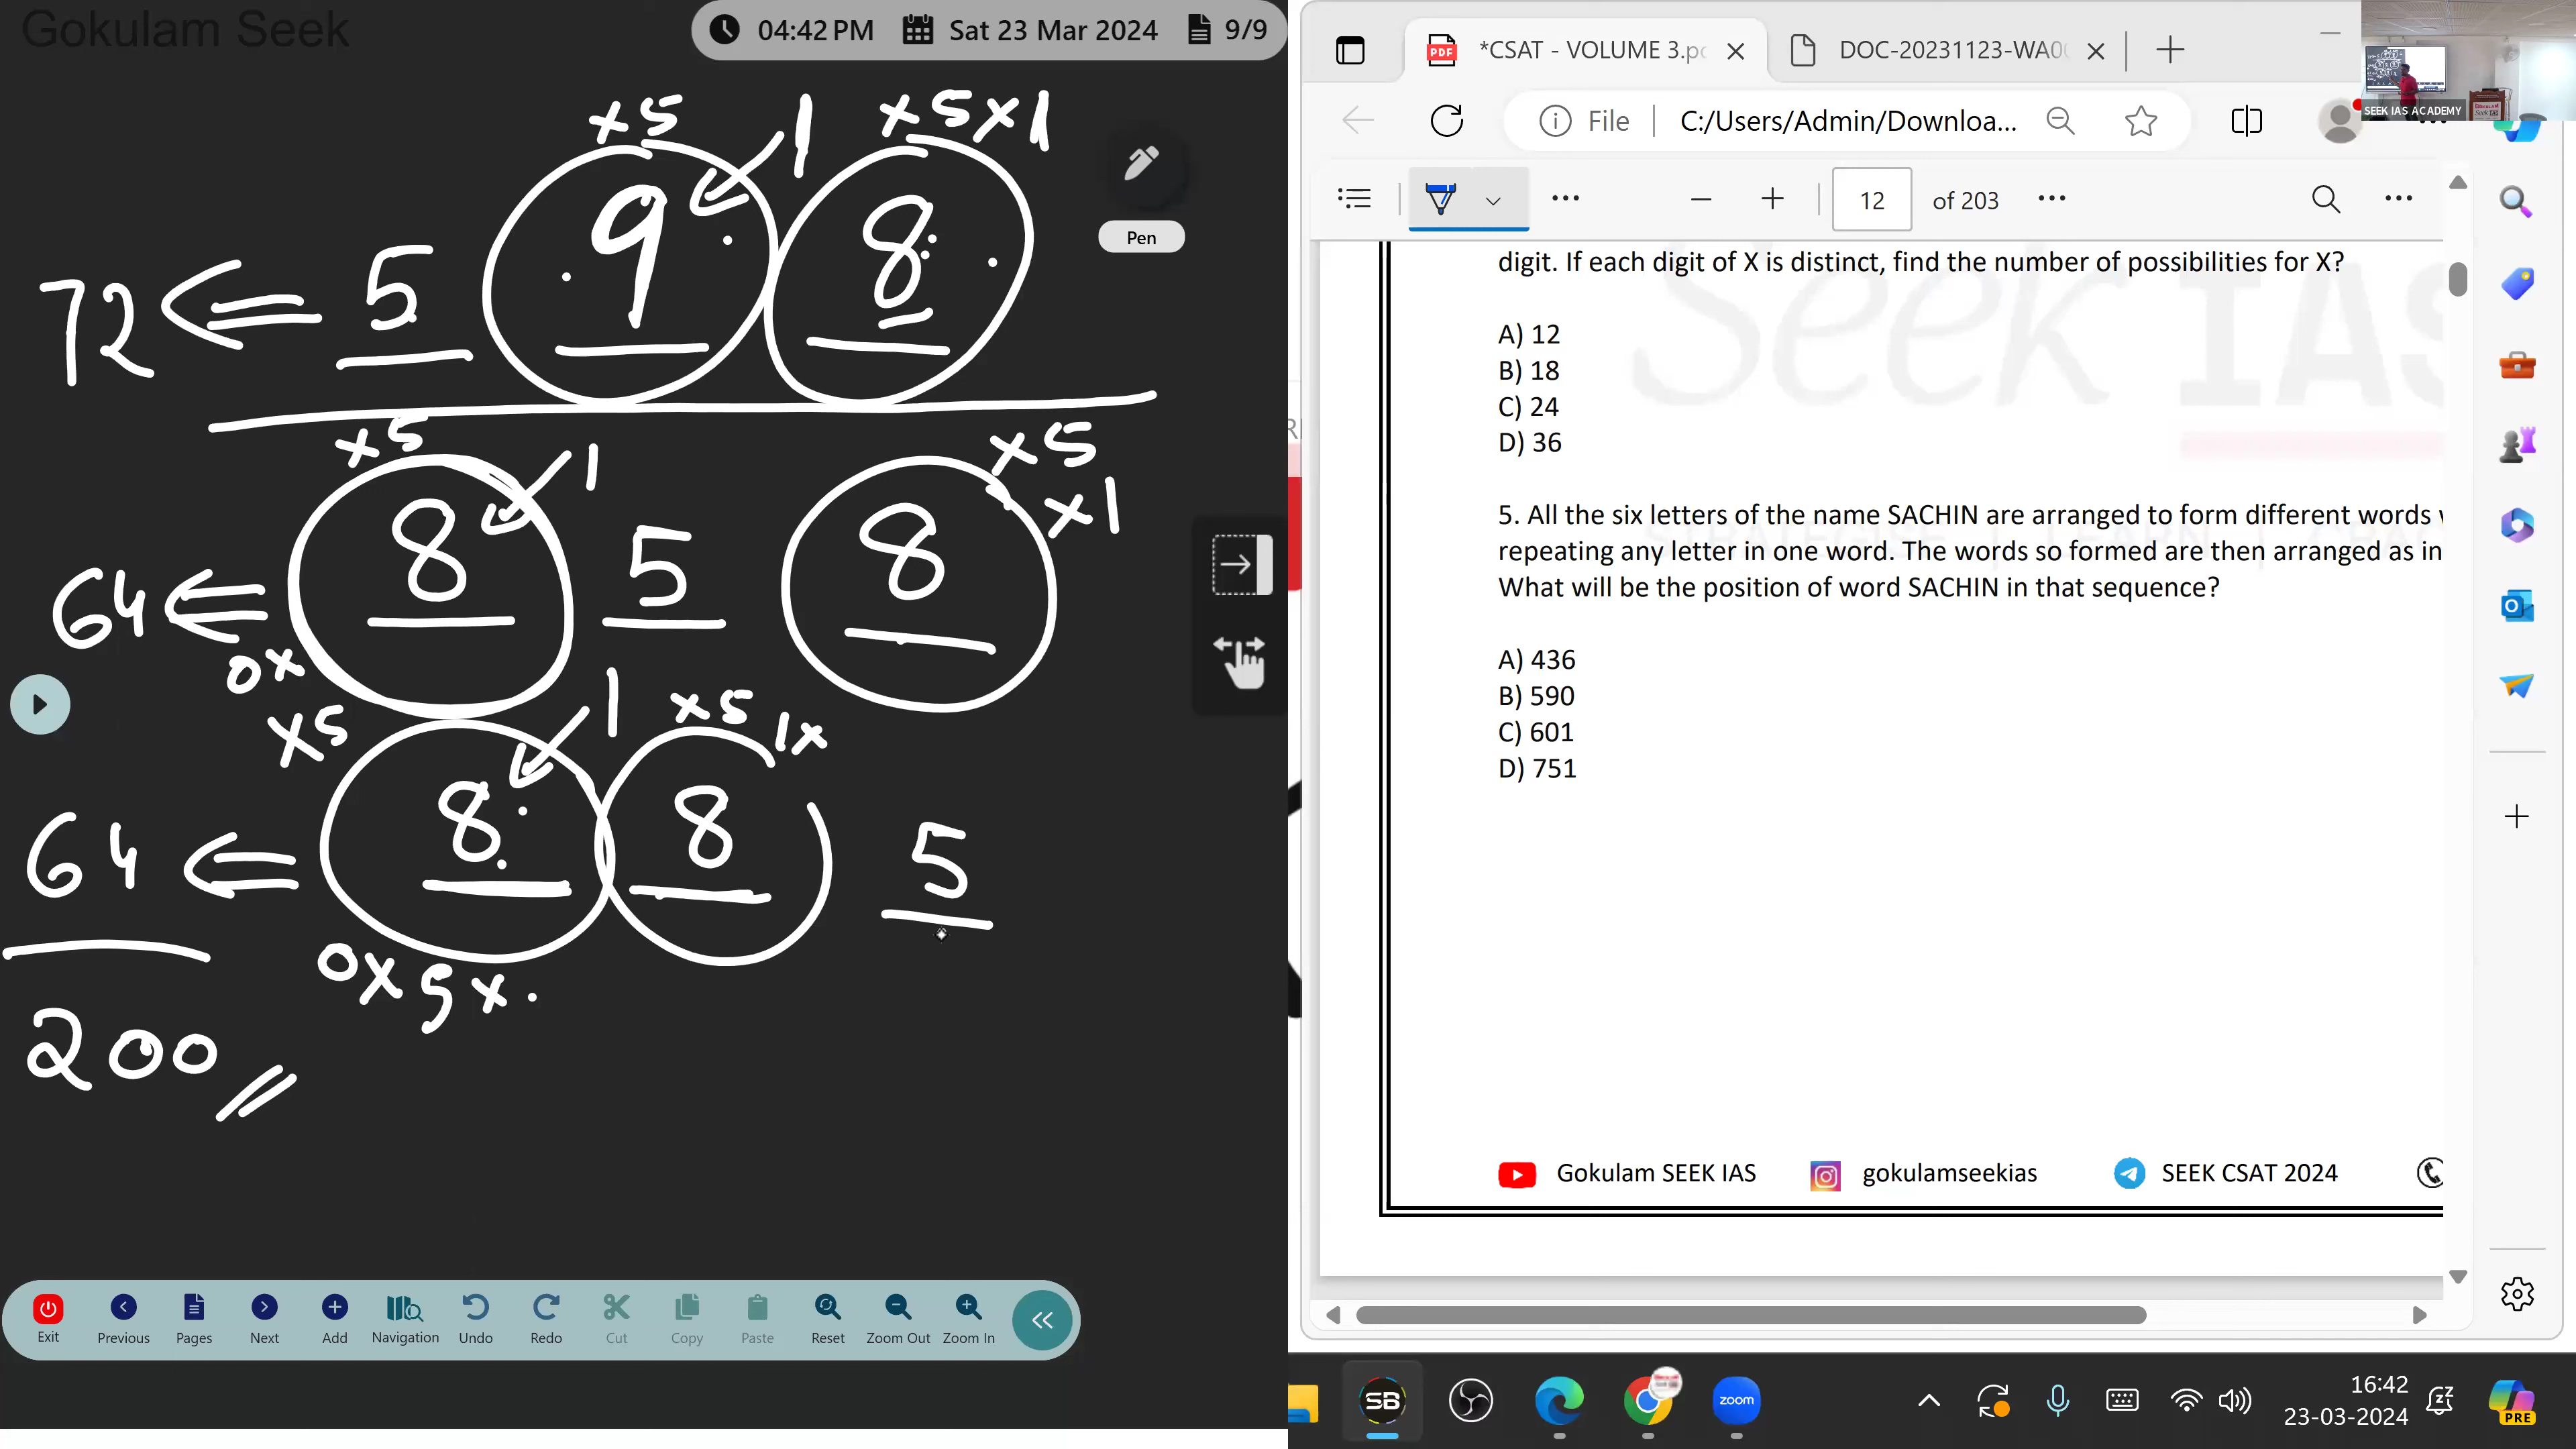 Gokulam Seek
04:42 PM Sat 23 Mar 2024 9/9
×5 1 ×5×1
72 ⇐ 5 9 8
Pen
×5 1 ×5 ×1
64 ⇐ 8 5 8
0×
×5 1 ×5 1×
64 ⇐ 8 8 5
0×5×.
200 //
Exit Previous Pages Next Add Navigation Undo Redo Cut Copy Paste Reset Zoom Out Zoom In
*CSAT - VOLUME 3.p DOC-20231123-WA00
SEEK IAS ACADEMY
File C:/Users/Admin/Downloa...
12 of 203
digit. If each digit of X is distinct, find the number of possibilities for X?
A) 12
B) 18
C) 24
D) 36
Seek IAS
5. All the six letters of the name SACHIN are arranged to form different words
repeating any letter in one word. The words so formed are then arranged as in
What will be the position of word SACHIN in that sequence?
A) 436
B) 590
C) 601
D) 751
Gokulam SEEK IAS gokulamseekias SEEK CSAT 2024
SB zoom
16:42
23-03-2024
PRE